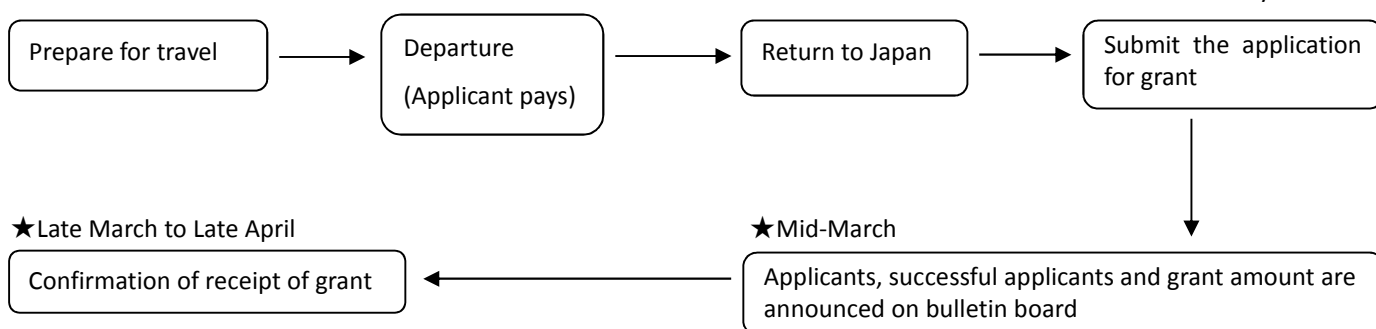 Prepare for travel
Departure
(Applicant pays)
Return to Japan
Submit the application
for grant
★Late March to Late April
Confirmation of receipt of grant
★Mid-March
Applicants, successful applicants and grant amount are
announced on bulletin board